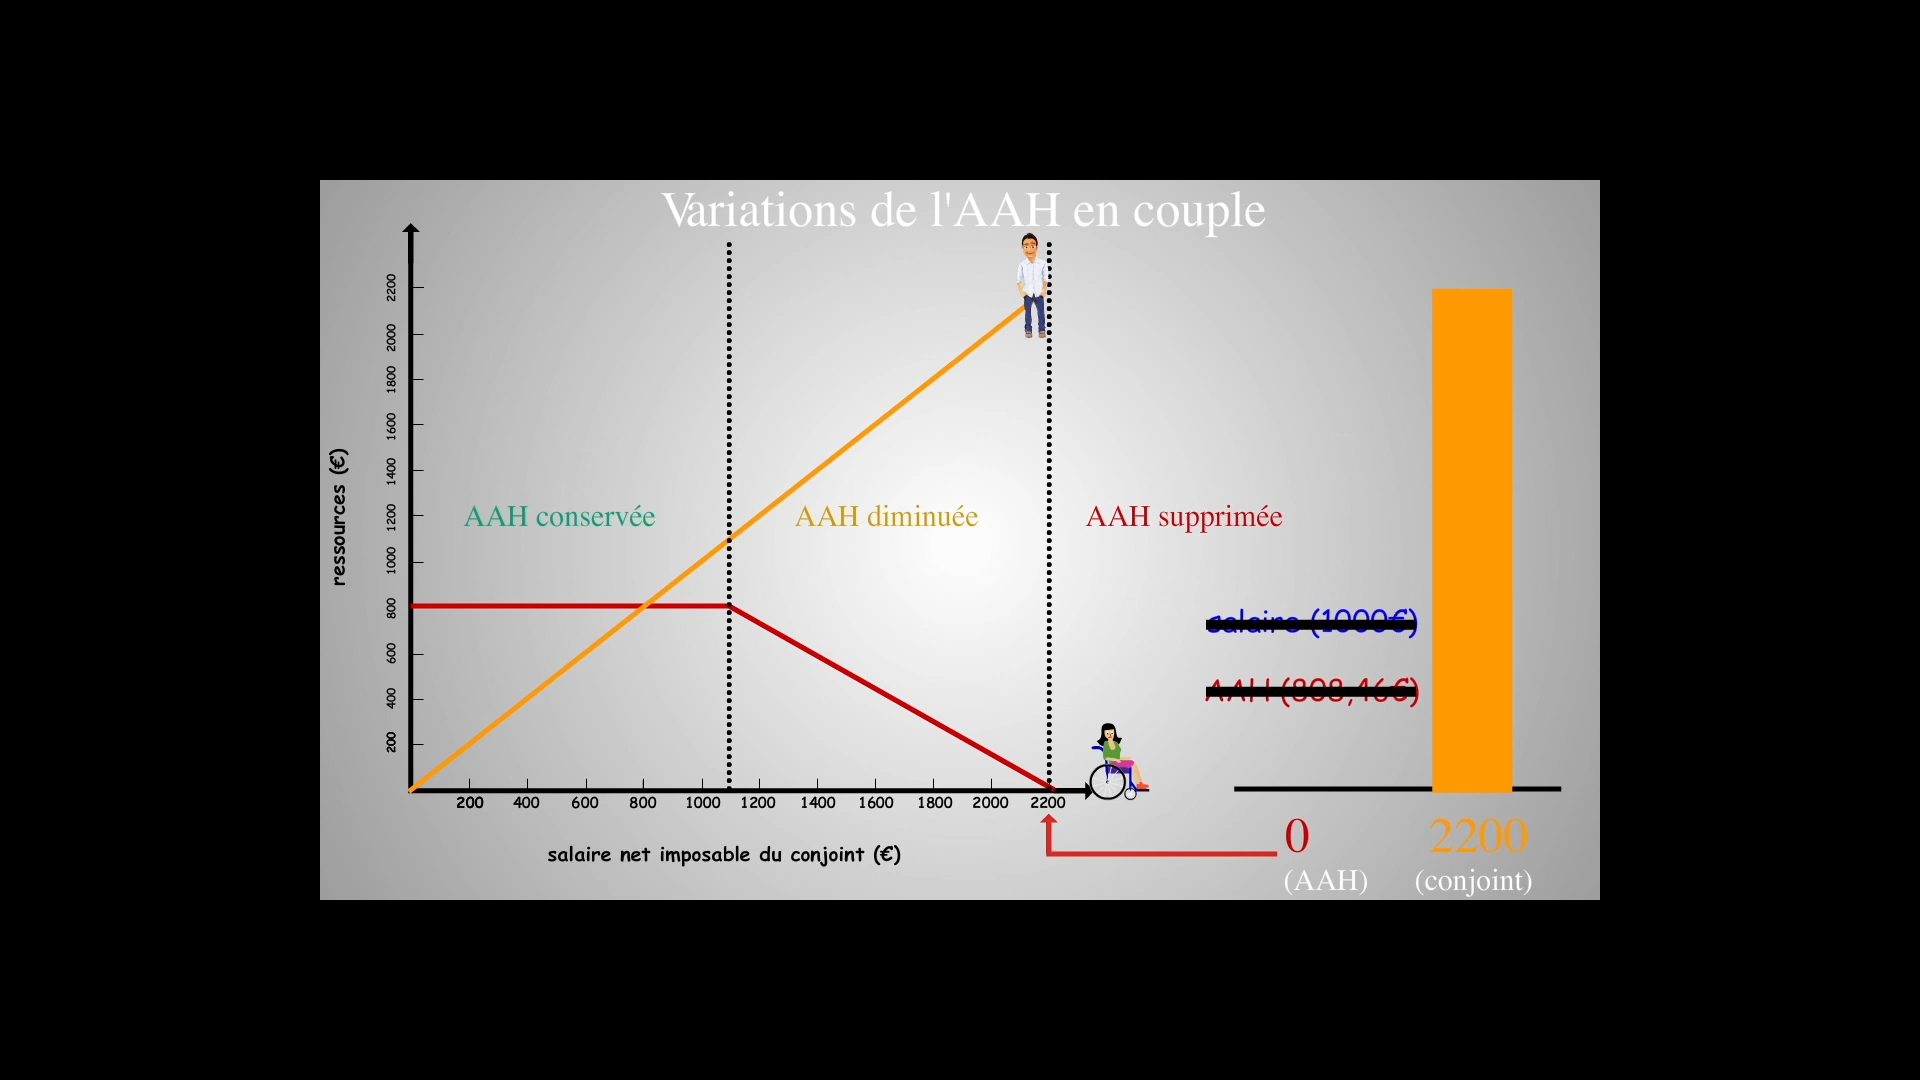 Variations de l'AAH en couple
ressources (€)
2200
2000
1800
1600
1400
1200
1000
800
600
400
200
AAH conservée
AAH diminuée
AAH supprimée
salaire (1000€)
AAH (808,46€)
200 400 600 800 1000 1200 1400 1600 1800 2000 2200
salaire net imposable du conjoint (€)
0 2200
(AAH) (conjoint)